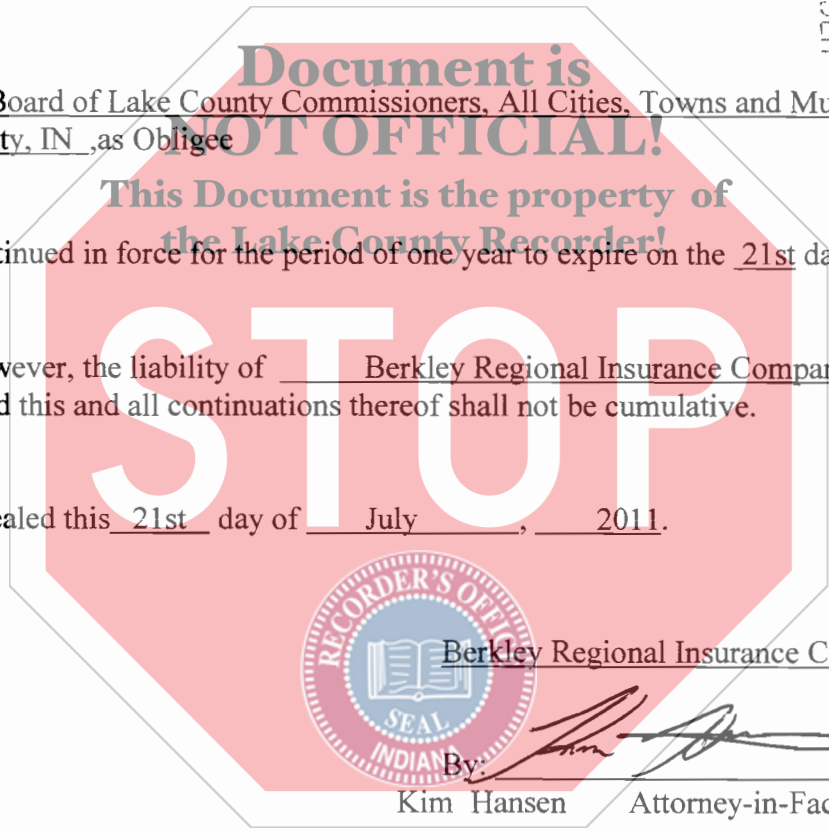 Document is
Board of Lake County Commissioners, All Cities, Towns and Mu
ty, IN ,as Obligee
NOT OFFICIAL!
This Document is the property of
the Lake County Recorder!
tinued in force for the period of one year to expire on the 21st da
STOP
wever, the liability of Berkley Regional Insurance Compan
d this and all continuations thereof shall not be cumulative.
ealed this 21st day of July, 2011.
RECORDER'S OFFICE
SEAL
INDIANA
Berkley Regional Insurance C
By:
Kim Hansen Attorney-in-Fac